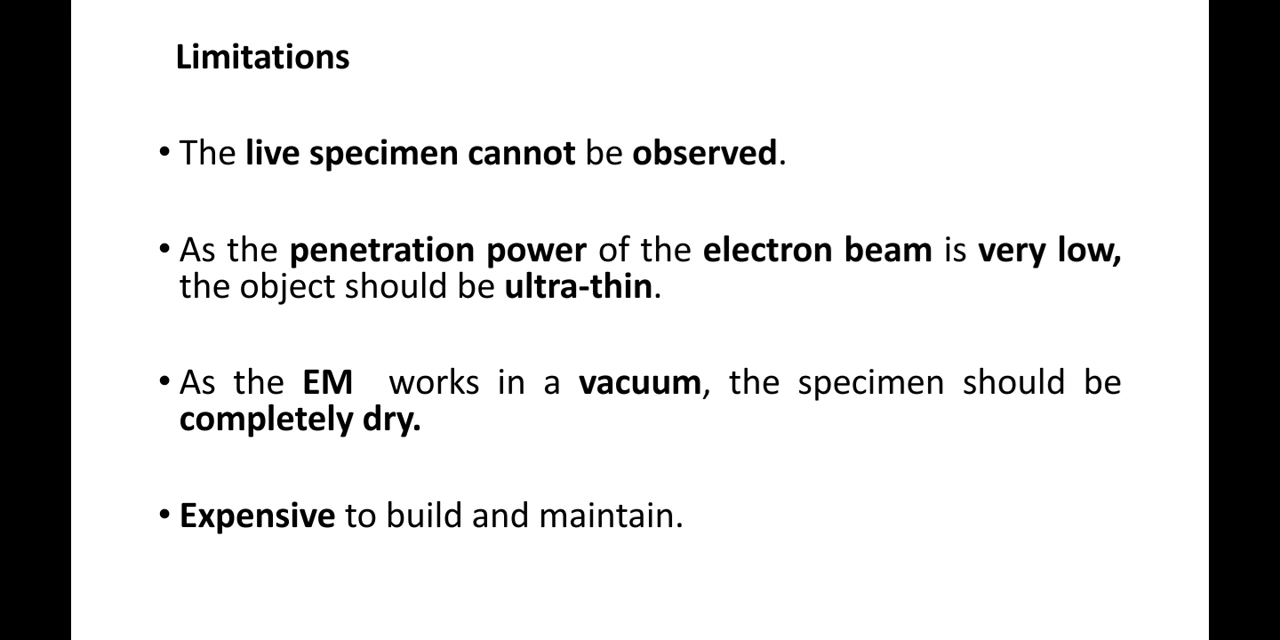 Limitations
• The live specimen cannot be observed.
• As the penetration power of the electron beam is very low,
the object should be ultra-thin.
• As the EM works in a vacuum, the specimen should be
completely dry.
• Expensive to build and maintain.